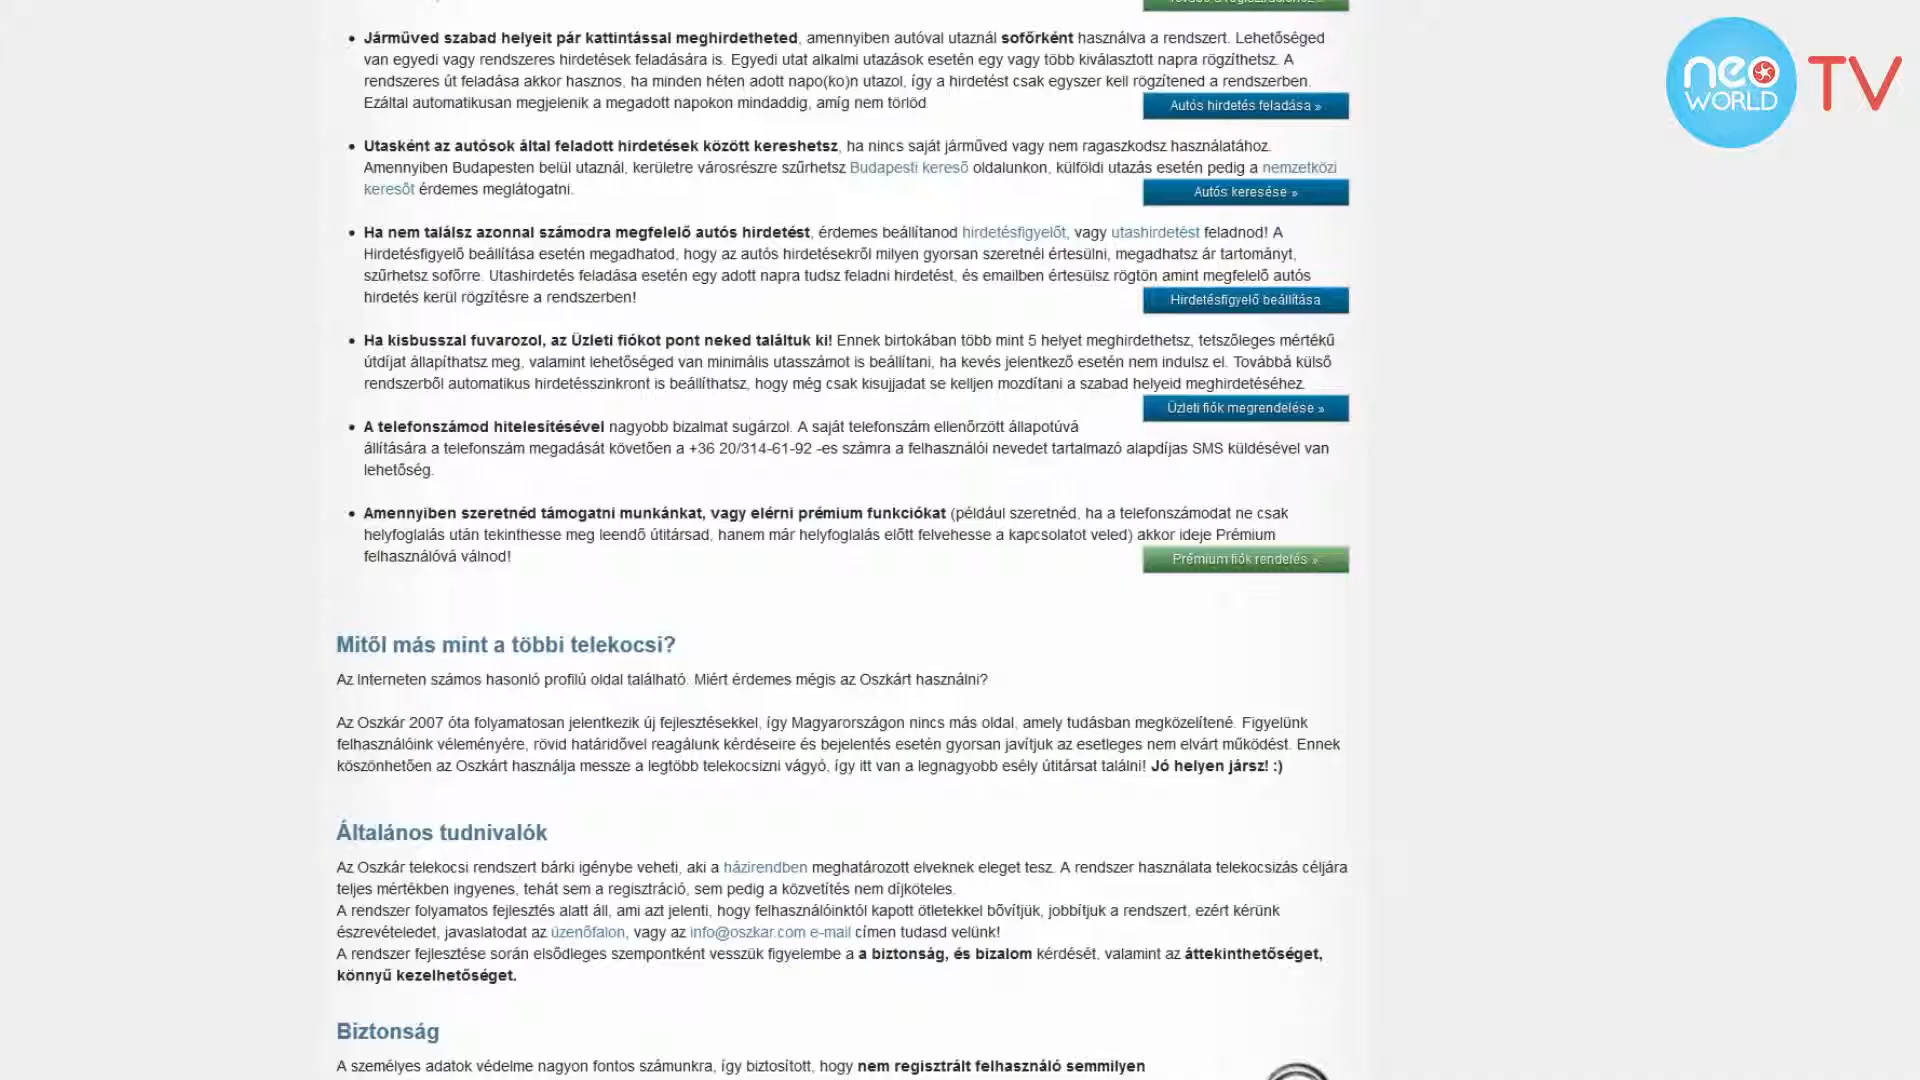 Járműved szabad helyeit pár kattintással meghirdetheted, amennyiben autóval utaznál sofőrként használva a rendszert. Lehetőséged
van egyedi vagy rendszeres hirdetések feladására is. Egyedi utat alkalmi utazások esetén egy vagy több kiválasztott napra rögzíthetsz. A
rendszeres út feladása akkor hasznos, ha minden héten adott napo(ko)n utazol, így a hirdetést csak egyszer kell rögzítened a rendszerben.
Ezáltal automatikusan megjelenik a megadott napokon mindaddig, amíg nem törlöd
Autós hirdetés feladása »
Utasként az autósok által feladott hirdetések között kereshetsz, ha nincs saját járműved vagy nem ragaszkodsz használatához.
Amennyiben Budapesten belül utaznál, kerületre városrészre szűrhetsz Budapesti kereső oldalunkon, külföldi utazás esetén pedig a nemzetközi
keresőt érdemes meglátogatni.
Autós keresése »
Ha nem találsz azonnal számodra megfelelő autós hirdetést, érdemes beállítanod hirdetésfigyelőt, vagy utashirdetést feladnod! A
Hirdetésfigyelő beállítása esetén megadhatod, hogy az autós hirdetésekről milyen gyorsan szeretnél értesülni, megadhatsz ár tartományt,
szűrhetsz sofőrre. Utashirdetés feladása esetén egy adott napra tudsz feladni hirdetést, és emailben értesülsz rögtön amint megfelelő autós
hirdetés kerül rögzítésre a rendszerben!
Hirdetésfigyelő beállítása
Ha kisbusszal fuvarozol, az Üzleti fiókot pont neked találtuk ki! Ennek birtokában több mint 5 helyet meghirdethetsz, tetszőleges mértékű
útdíjat állapíthatsz meg, valamint lehetőséged van minimális utasszámot is beállítani, ha kevés jelentkező esetén nem indulsz el. Továbbá külső
rendszerből automatikus hirdetésszinkront is beállíthatsz, hogy még csak kisujjadat se kelljen mozdítani a szabad helyeid meghirdetéséhez.
Üzleti fiók megrendelése »
A telefonszámod hitelesítésével nagyobb bizalmat sugárzol. A saját telefonszám ellenőrzött állapotúvá
állítására a telefonszám megadását követően a +36 20/314-61-92 -es számra a felhasználói nevedet tartalmazó alapdíjas SMS küldésével van
lehetőség.
Amennyiben szeretnéd támogatni munkánkat, vagy elérni prémium funkciókat (például szeretnéd, ha a telefonszámodat ne csak
helyfoglalás után tekinthesse meg leendő útitársad, hanem már helyfoglalás előtt felvehesse a kapcsolatot veled) akkor ideje Prémium
felhasználóvá válnod!
Prémium fiók rendelés »
Mitől más mint a többi telekocsi?
Az Interneten számos hasonló profilú oldal található. Miért érdemes mégis az Oszkárt használni?
Az Oszkár 2007 óta folyamatosan jelentkezik új fejlesztésekkel, így Magyarországon nincs más oldal, amely tudásban megközelítené. Figyelünk
felhasználóink véleményére, rövid határidővel reagálunk kérdéseire és bejelentés esetén gyorsan javítjuk az esetleges nem elvárt működést. Ennek
köszönhetően az Oszkárt használja messze a legtöbb telekocsizni vágyó, így itt van a legnagyobb esély útitársat találni! Jó helyen jársz! :)
Általános tudnivalók
Az Oszkár telekocsi rendszert bárki igénybe veheti, aki a házirendben meghatározott elveknek eleget tesz. A rendszer használata telekocsizás céljára
teljes mértékben ingyenes, tehát sem a regisztráció, sem pedig a közvetítés nem díjköteles.
A rendszer folyamatos fejlesztés alatt áll, ami azt jelenti, hogy felhasználóinktól kapott ötletekkel bővítjük, jobbítjuk a rendszert, ezért kérünk
észrevételedet, javaslatodat az üzenőfalon, vagy az info@oszkar.com e-mail címen tudasd velünk!
A rendszer fejlesztése során elsődleges szempontként vesszük figyelembe a a biztonság, és bizalom kérdését, valamint az áttekinthetőséget,
könnyű kezelhetőséget.
Biztonság
A személyes adatok védelme nagyon fontos számunkra, így biztosított, hogy nem regisztrált felhasználó semmilyen
neo
WORLD
TV